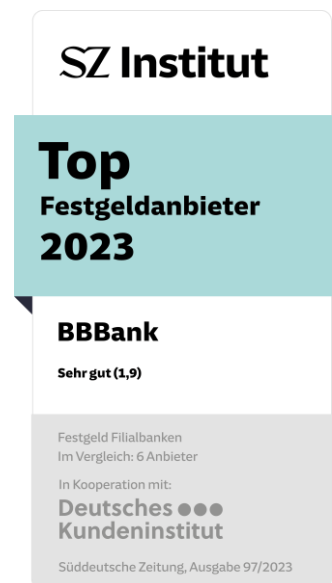 SZ Institut
Top
Festgeldanbieter
2023
BBBank
Sehr gut (1,9)
Festgeld Filialbanken
Im Vergleich: 6 Anbieter
In Kooperation mit:
Deutsches
Kundeninstitut
Süddeutsche Zeitung, Ausgabe 97/2023